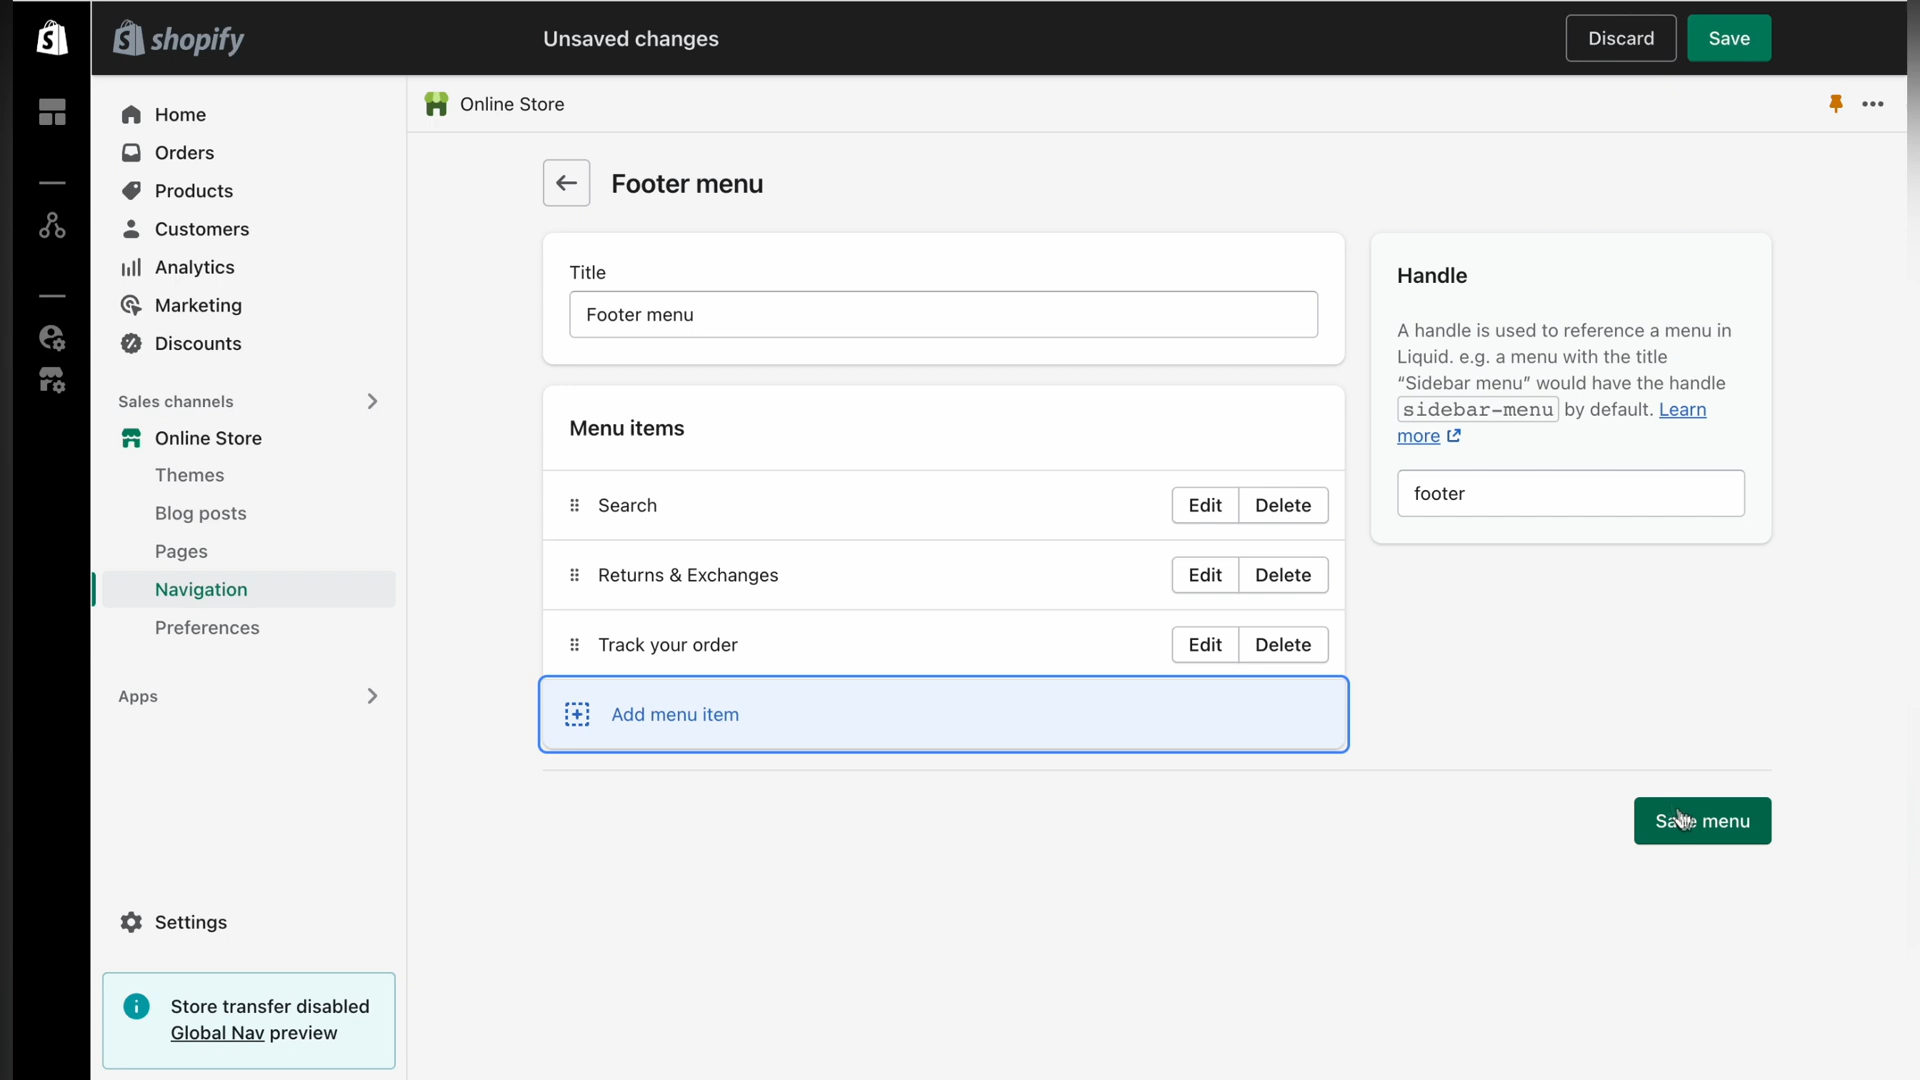 shopify
Unsaved changes
Discard
Save
Home
Orders
Products
Customers
Analytics
Marketing
Discounts
Sales channels
Online Store
Themes
Blog posts
Pages
Navigation
Preferences
Apps
Settings
Store transfer disabled
Global Nav preview
Online Store
Footer menu
Title
Footer menu
Menu items
Search
Edit
Delete
Returns & Exchanges
Edit
Delete
Track your order
Edit
Delete
Add menu item
Handle
A handle is used to reference a menu in
Liquid. e.g. a menu with the title
“Sidebar menu” would have the handle
sidebar-menu by default. Learn
more
footer
Save menu